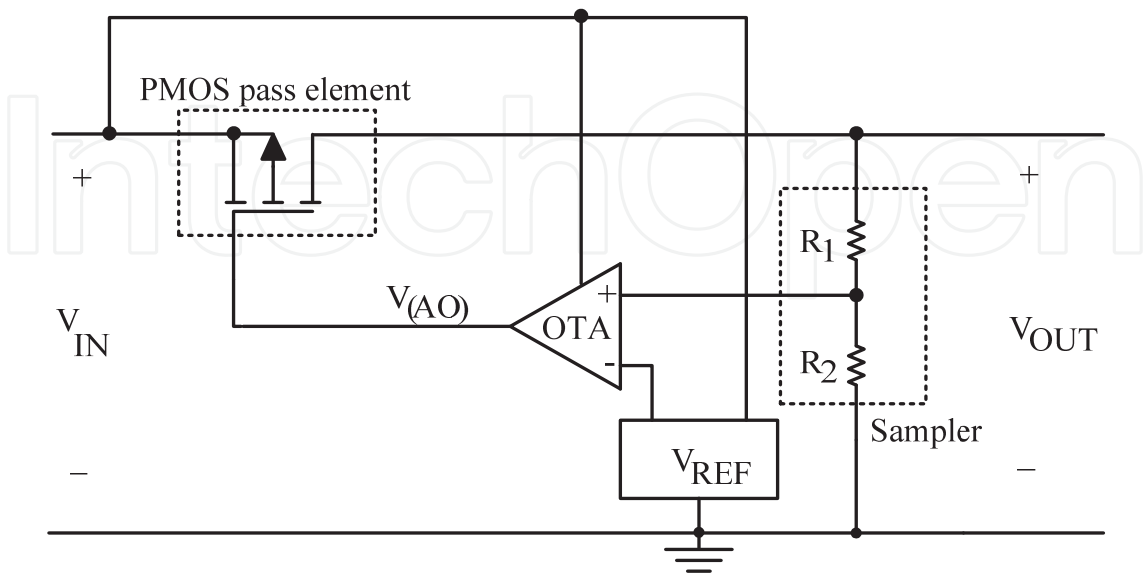 PMOS pass element
IntechOpen
+
+
R1
V(AO)
+
OTA
VIN
VOUT
-
R2
Sampler
VREF
–
–